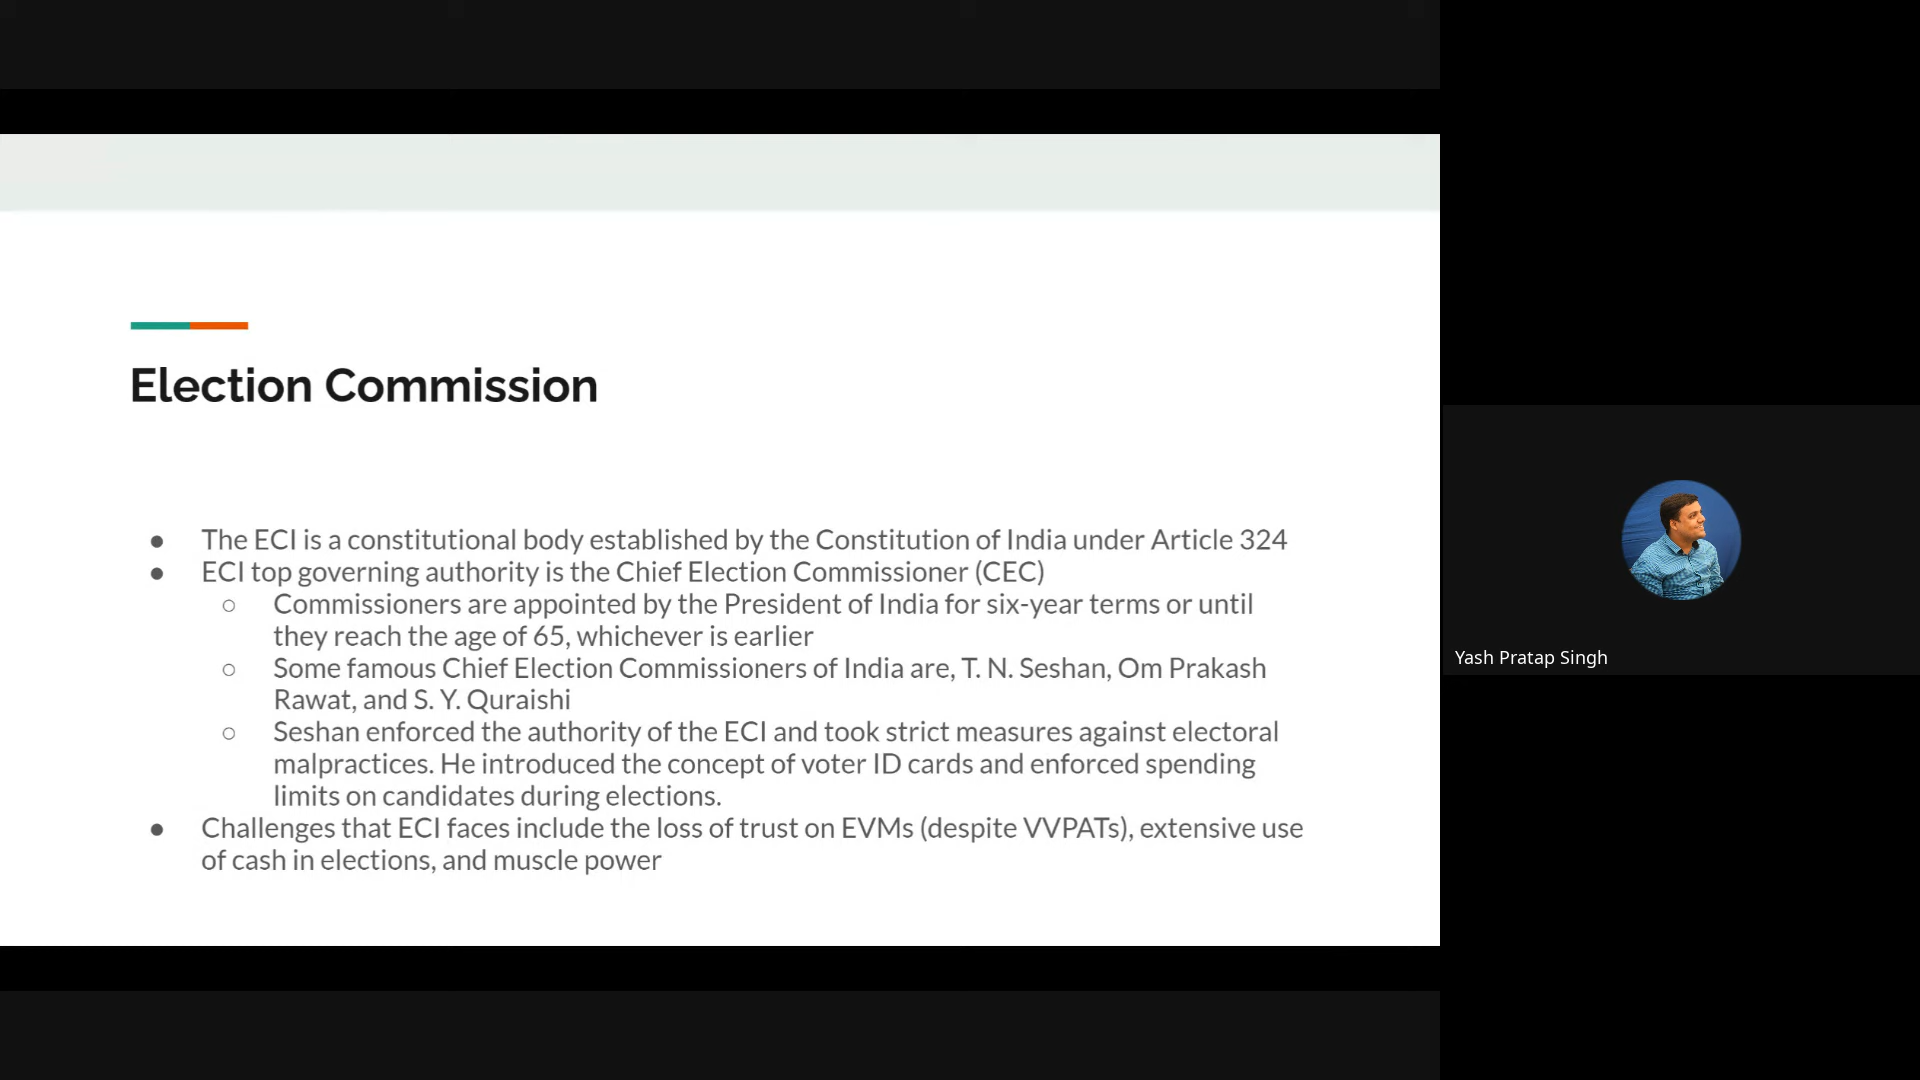 Election Commission
● The ECI is a constitutional body established by the Constitution of India under Article 324
● ECI top governing authority is the Chief Election Commissioner (CEC)
○ Commissioners are appointed by the President of India for six-year terms or until
they reach the age of 65, whichever is earlier
○ Some famous Chief Election Commissioners of India are, T. N. Seshan, Om Prakash
Rawat, and S. Y. Quraishi
○ Seshan enforced the authority of the ECI and took strict measures against electoral
malpractices. He introduced the concept of voter ID cards and enforced spending
limits on candidates during elections.
● Challenges that ECI faces include the loss of trust on EVMs (despite VVPATs), extensive use
of cash in elections, and muscle power
Yash Pratap Singh